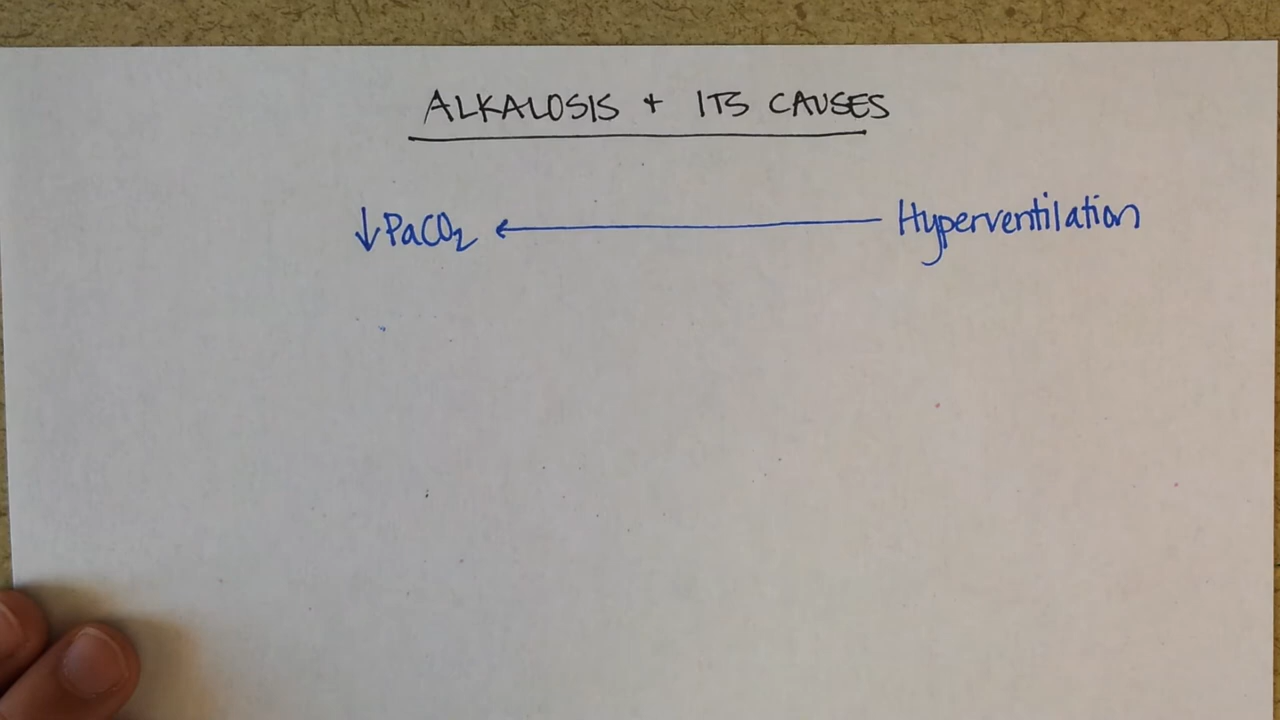 ALKALOSIS + ITS CAUSES
↓PaCO₂ ← Hyperventilation